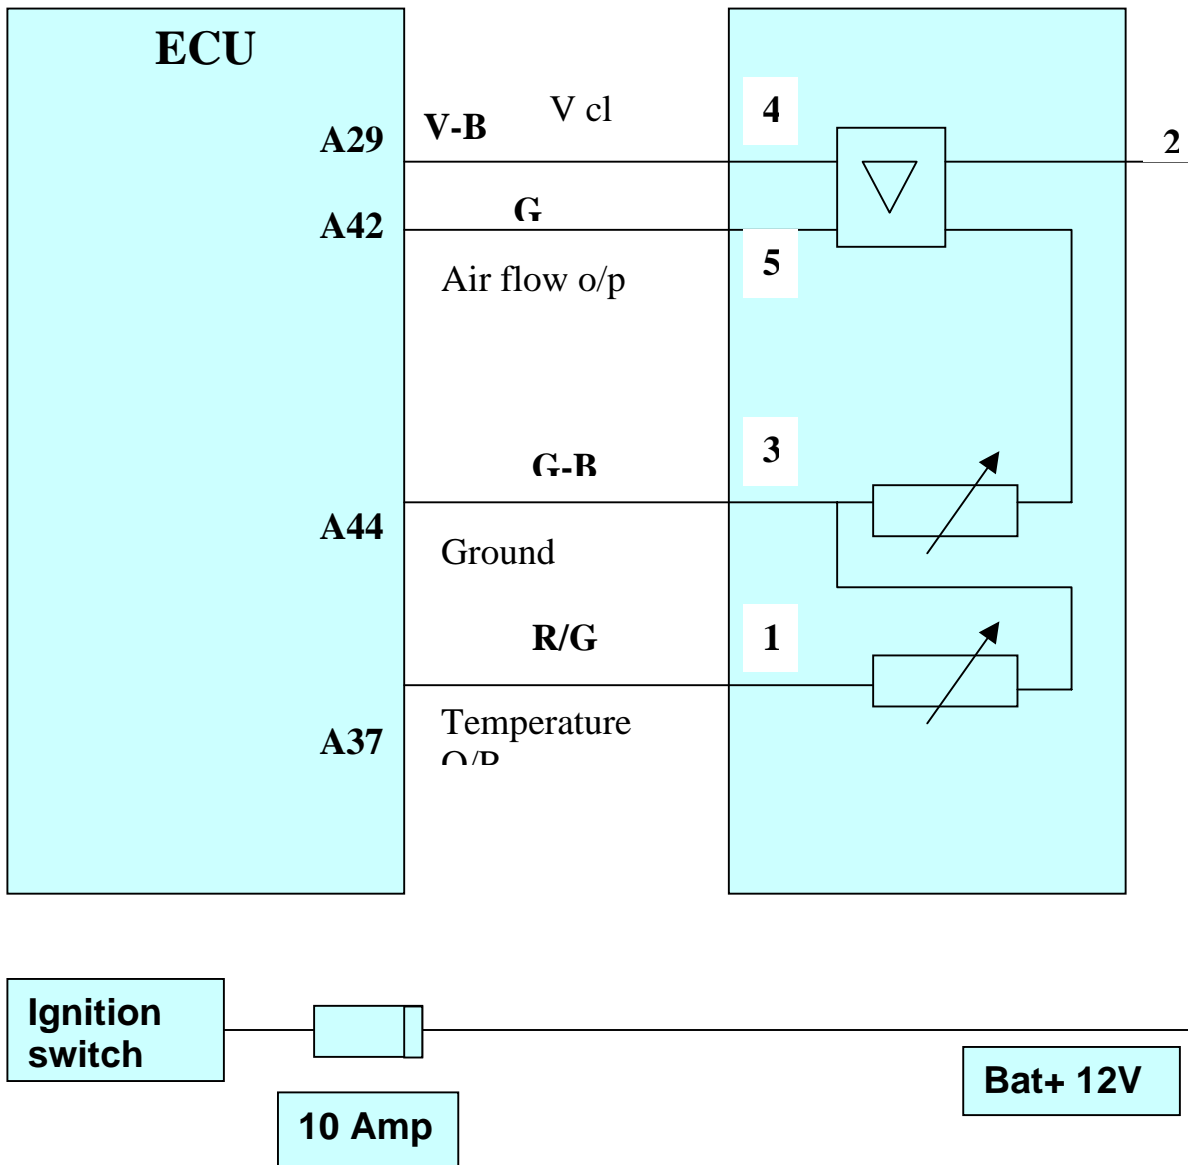 ECU
V cl
4
V-B
A29
2
G
A42
5
Air flow o/p
3
G-B
A44
Ground
R/G
1
Temperature
O/P
A37
Ignition
switch
Bat+ 12V
10 Amp